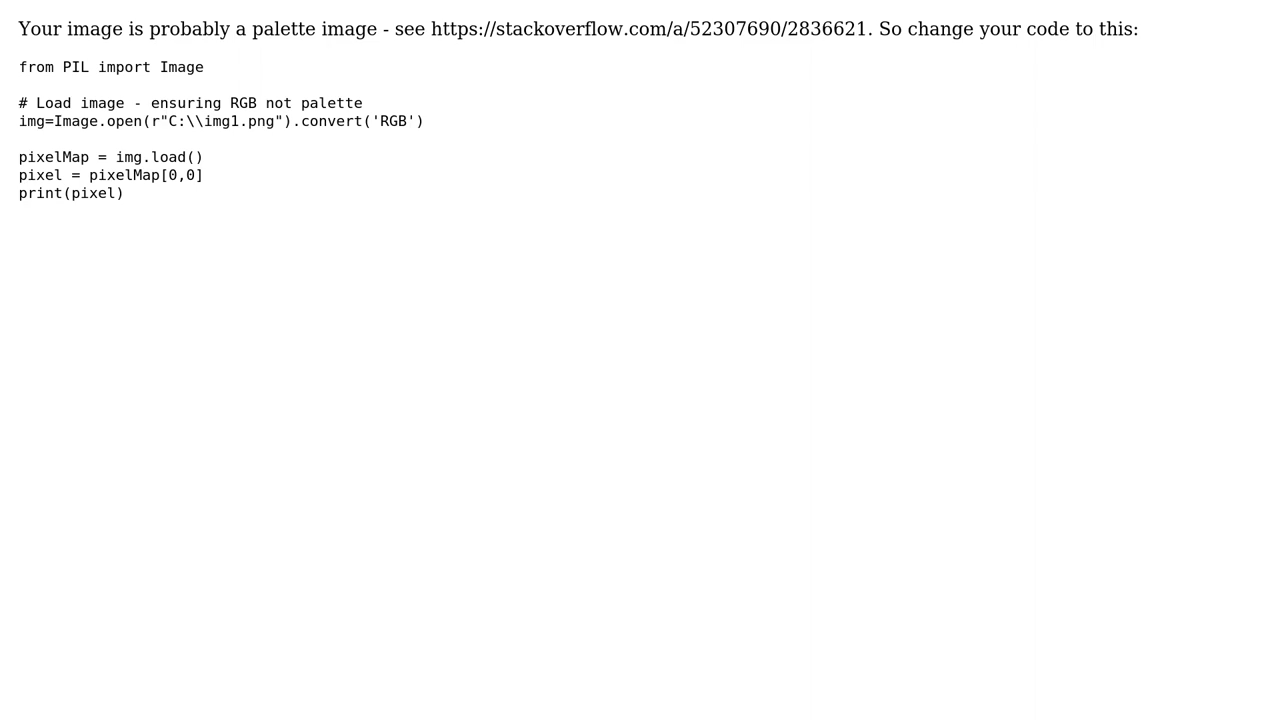 Your image is probably a palette image - see https://stackoverflow.com/a/52307690/2836621. So change your code to this:
from PIL import Image
# Load image - ensuring RGB not palette
img=Image.open(r"C:\\img1.png").convert('RGB')
pixelMap = img.load()
pixel = pixelMap[0,0]
print(pixel)